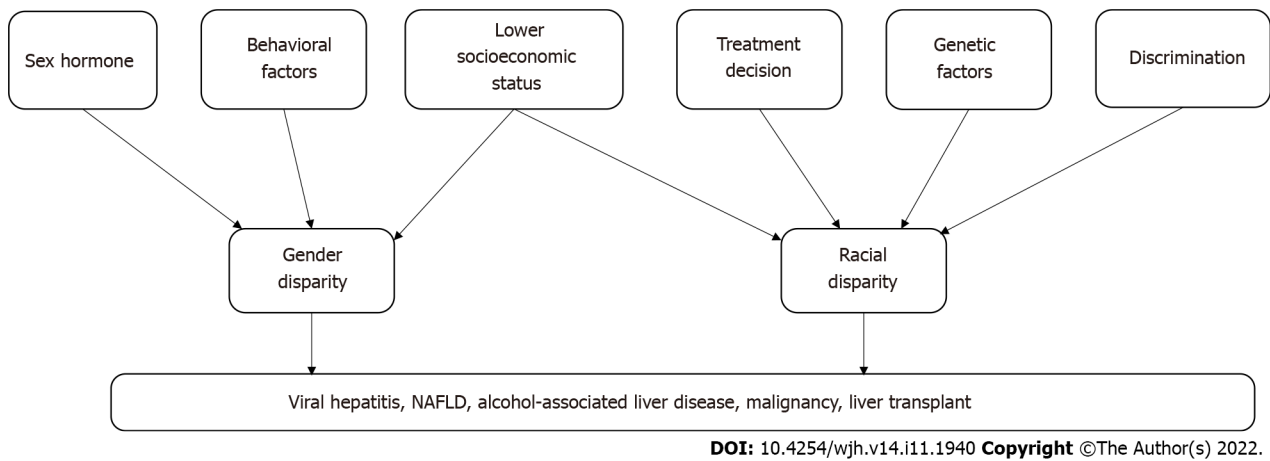 Sex hormone
Behavioral
factors
Lower
socioeconomic
status
Treatment
decision
Genetic
factors
Discrimination
Gender
disparity
Racial
disparity
Viral hepatitis, NAFLD, alcohol-associated liver disease, malignancy, liver transplant
DOI: 10.4254/wjh.v14.i11.1940 Copyright ©The Author(s) 2022.